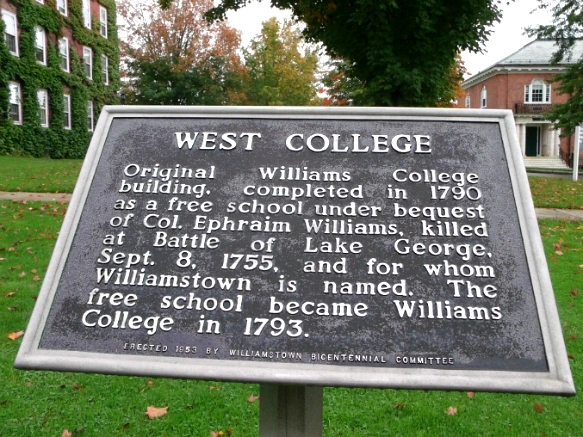 WEST COLLEGE
Original Williams College
building, completed in 1790
as a free school under bequest
of Col. Ephraim Williams, killed
at Battle of Lake George,
Sept. 8, 1755, and for whom
Williamstown is named. The
free school became Williams
College in 1793.
ERECTED 1953 BY WILLIAMSTOWN BICENTENNIAL COMMITTEE